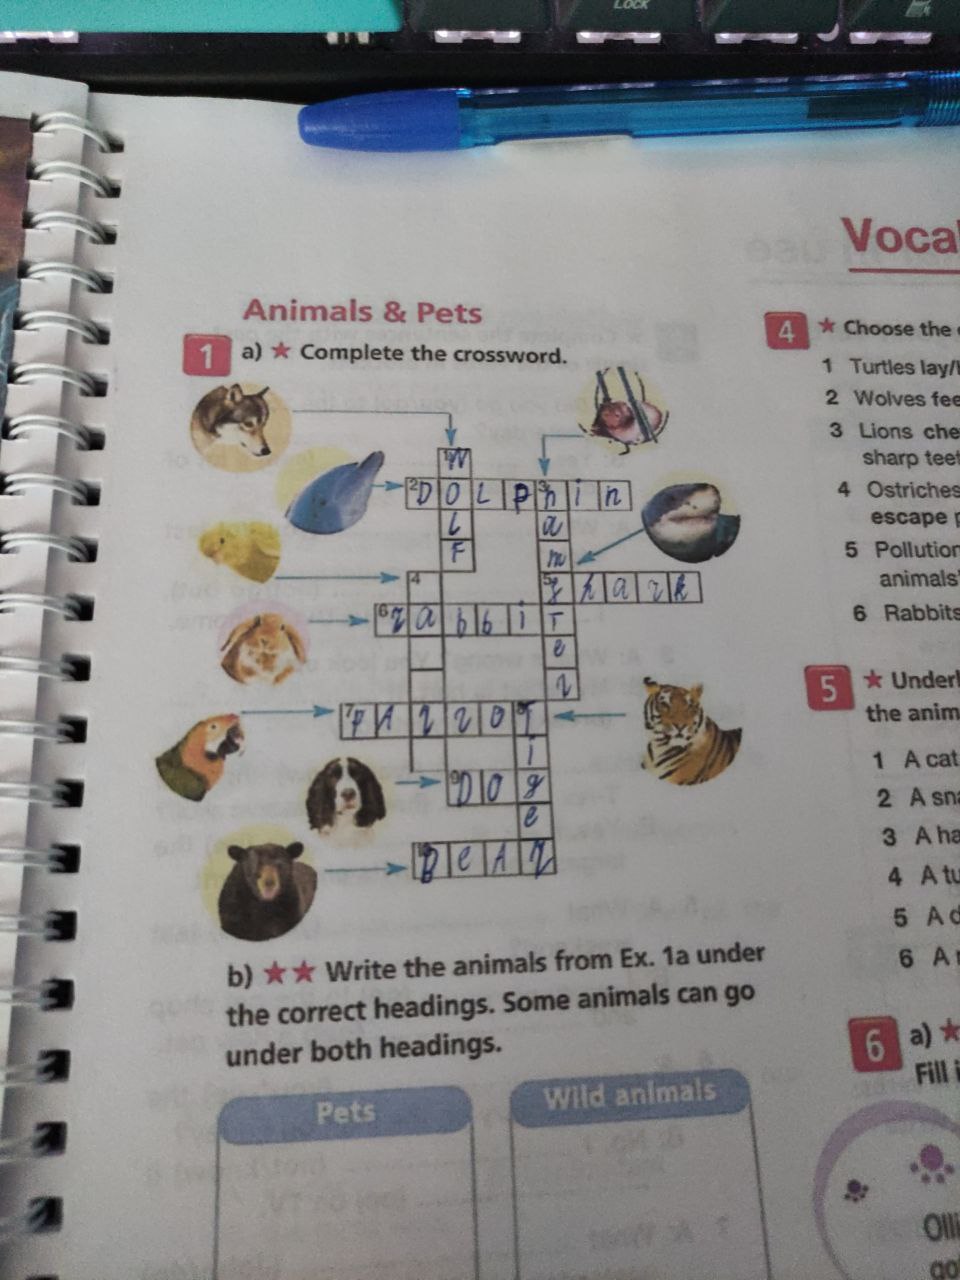 LOCK
Animals & Pets
1 a) ★ Complete the crossword.
1 W
2 D O L P 3 h i n
L a
F m
4 5 s h a r k
6 r a b b i T
e
r
7 P A r r O 8 T
i
9 D O g
e
10 B e A r
b) ★★ Write the animals from Ex. 1a under
the correct headings. Some animals can go
under both headings.
Pets
Wild animals
Voca
4 ★ Choose the
1 Turtles lay/
2 Wolves fee
3 Lions che
sharp teet
4 Ostriches
escape p
5 Pollution
animals'
6 Rabbits
5 ★ Underl
the anim
1 A cat
2 A sna
3 A ha
4 A tu
5 A d
6 A
6 a) ★
Fill i
Olli
go